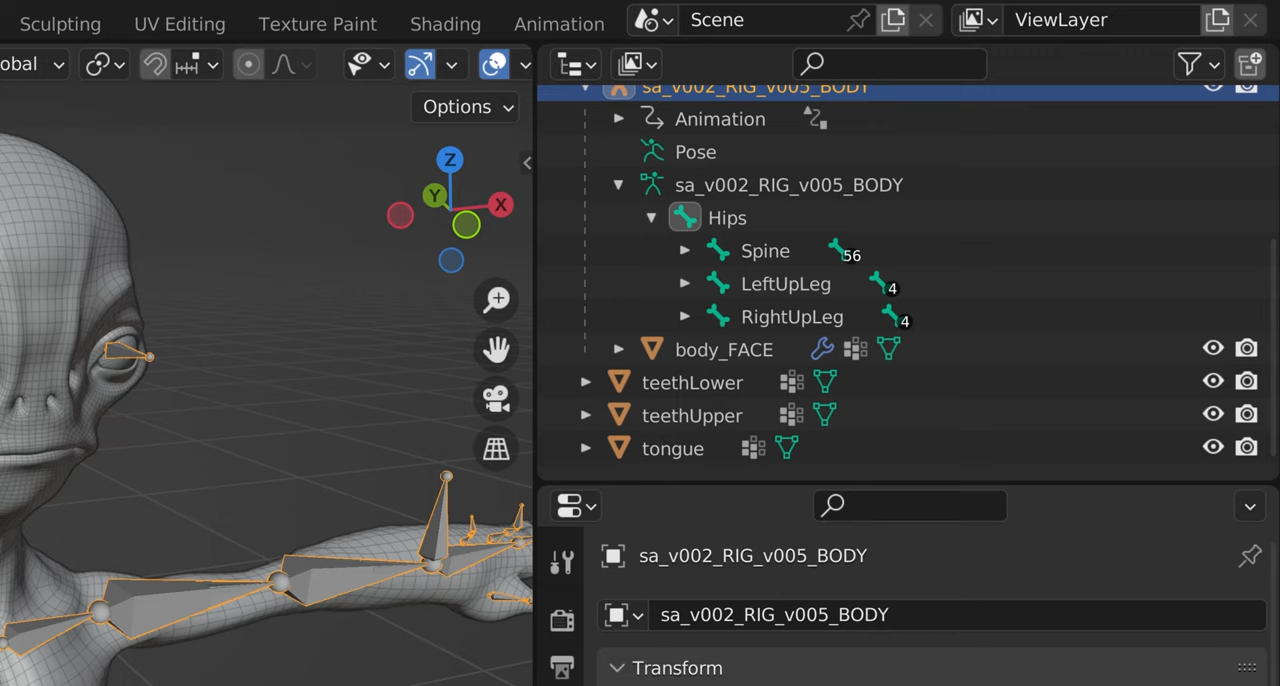 Sculpting UV Editing Texture Paint Shading Animation Scene ViewLayer
obal
Options
sa_v002_RIG_v005_BODY
Z
Y
X
Animation
Pose
sa_v002_RIG_v005_BODY
Hips
Spine 56
LeftUpLeg 4
RightUpLeg 4
body_FACE
teethLower
teethUpper
tongue
sa_v002_RIG_v005_BODY
sa_v002_RIG_v005_BODY
Transform